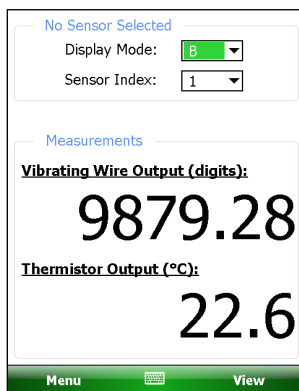 No Sensor Selected
Display Mode: B
Sensor Index: 1
Measurements
Vibrating Wire Output (digits):
9879.28
Thermistor Output (°C):
22.6
Menu View